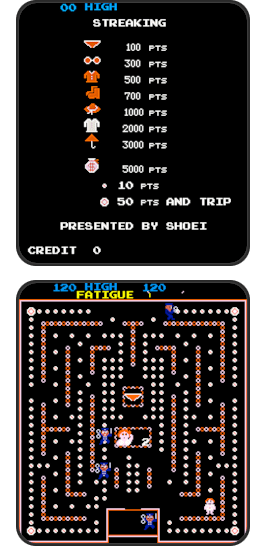 00 HIGH
STREAKING
100 PTS
300 PTS
500 PTS
700 PTS
1000 PTS
2000 PTS
3000 PTS
5000 PTS
10 PTS
50 PTS AND TRIP
PRESENTED BY SHOEI
CREDIT 0
120 HIGH 120
FATIGUE
2